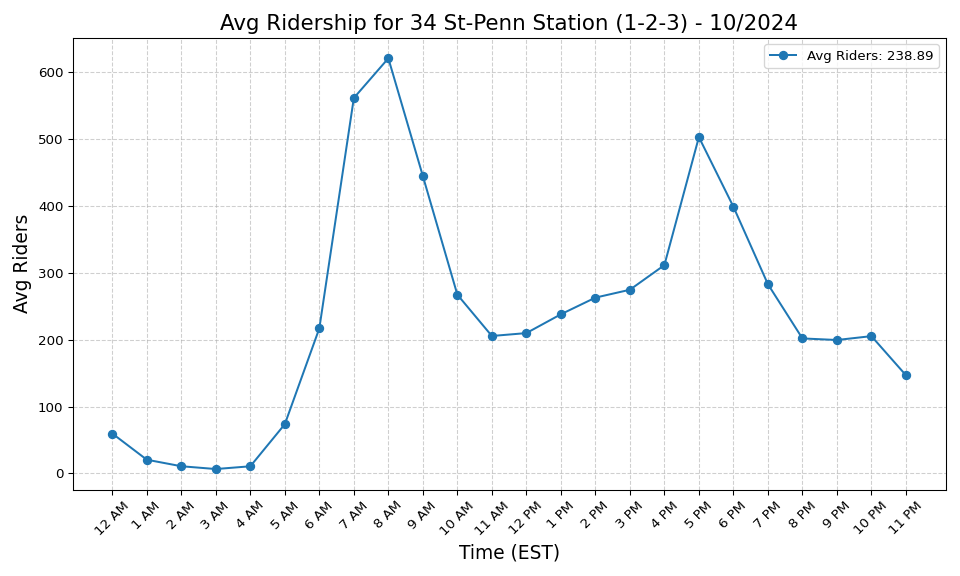 Avg Ridership for 34 St-Penn Station (1-2-3) - 10/2024
Avg Riders: 238.89
Avg Riders
600
500
400
300
200
100
0
12 AM
1 AM
2 AM
3 AM
4 AM
5 AM
6 AM
7 AM
8 AM
9 AM
10 AM
11 AM
12 PM
1 PM
2 PM
3 PM
4 PM
5 PM
6 PM
7 PM
8 PM
9 PM
10 PM
11 PM
Time (EST)